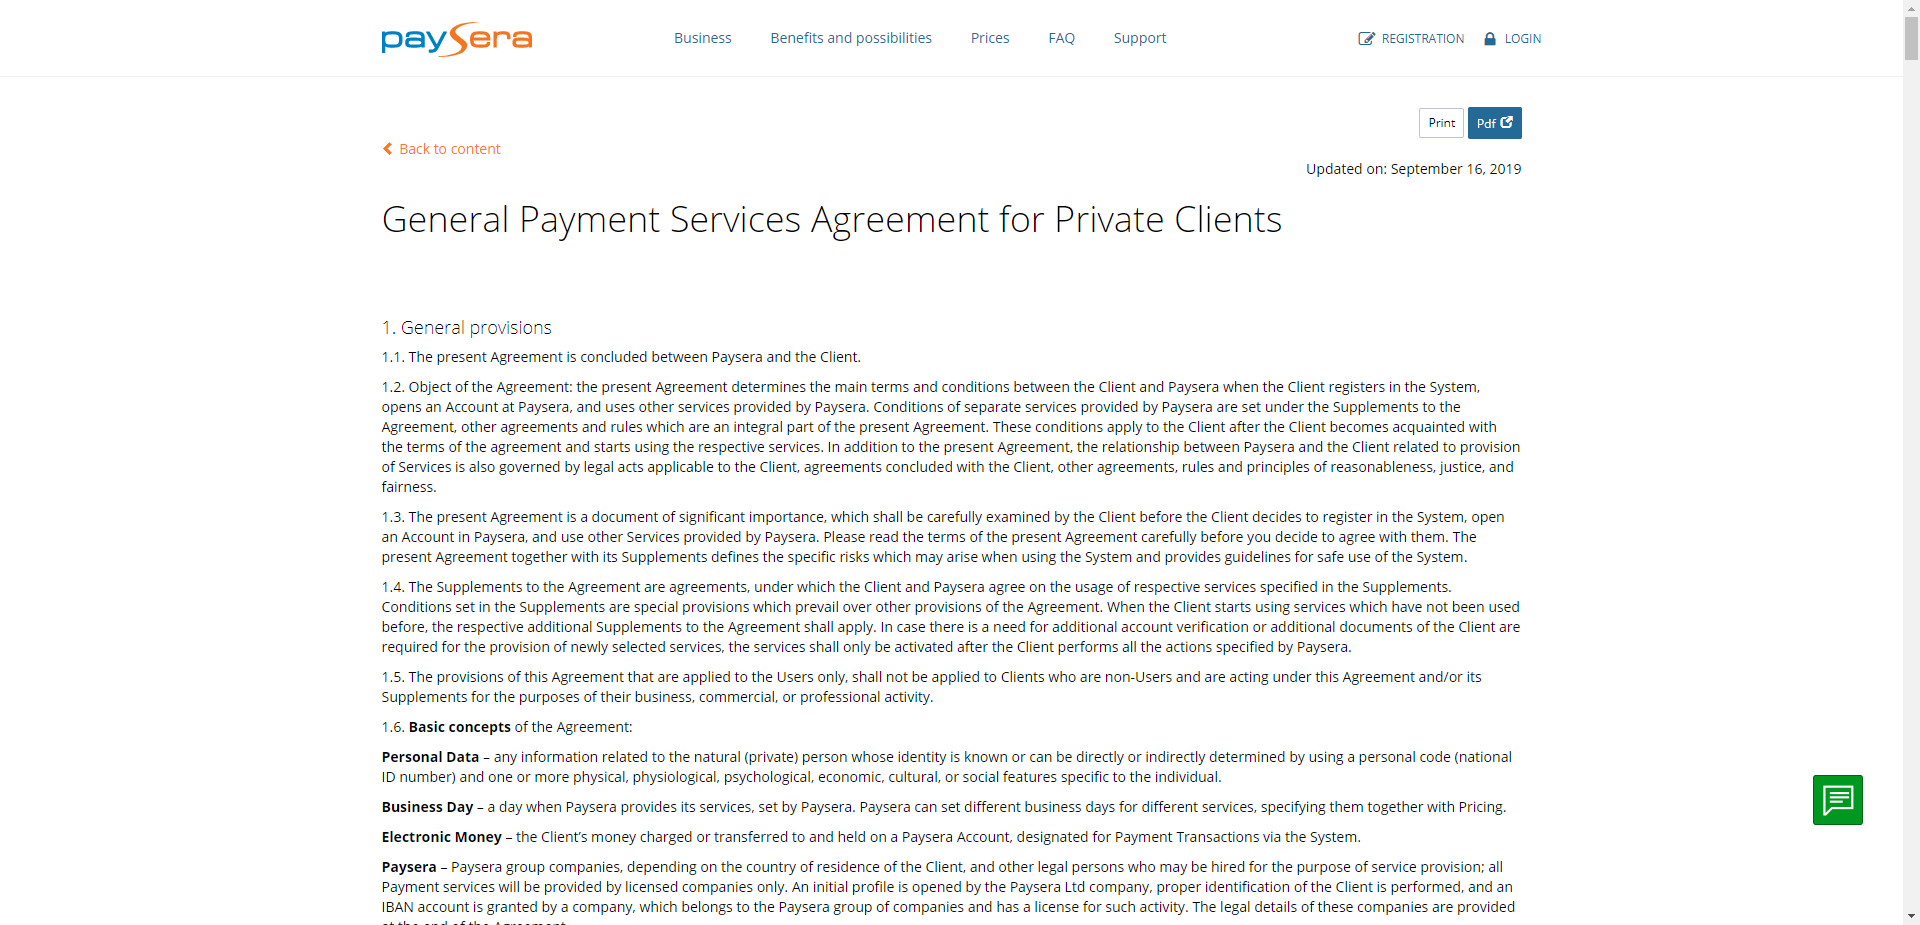 paysera
Business
Benefits and possibilities
Prices
FAQ
Support
REGISTRATION
LOGIN
Print
Pdf
Back to content
Updated on: September 16, 2019
General Payment Services Agreement for Private Clients
1. General provisions
1.1. The present Agreement is concluded between Paysera and the Client.
1.2. Object of the Agreement: the present Agreement determines the main terms and conditions between the Client and Paysera when the Client registers in the System,
opens an Account at Paysera, and uses other services provided by Paysera. Conditions of separate services provided by Paysera are set under the Supplements to the
Agreement, other agreements and rules which are an integral part of the present Agreement. These conditions apply to the Client after the Client becomes acquainted with
the terms of the agreement and starts using the respective services. In addition to the present Agreement, the relationship between Paysera and the Client related to provision
of Services is also governed by legal acts applicable to the Client, agreements concluded with the Client, other agreements, rules and principles of reasonableness, justice, and
fairness.
1.3. The present Agreement is a document of significant importance, which shall be carefully examined by the Client before the Client decides to register in the System, open
an Account in Paysera, and use other Services provided by Paysera. Please read the terms of the present Agreement carefully before you decide to agree with them. The
present Agreement together with its Supplements defines the specific risks which may arise when using the System and provides guidelines for safe use of the System.
1.4. The Supplements to the Agreement are agreements, under which the Client and Paysera agree on the usage of respective services specified in the Supplements.
Conditions set in the Supplements are special provisions which prevail over other provisions of the Agreement. When the Client starts using services which have not been used
before, the respective additional Supplements to the Agreement shall apply. In case there is a need for additional account verification or additional documents of the Client are
required for the provision of newly selected services, the services shall only be activated after the Client performs all the actions specified by Paysera.
1.5. The provisions of this Agreement that are applied to the Users only, shall not be applied to Clients who are non-Users and are acting under this Agreement and/or its
Supplements for the purposes of their business, commercial, or professional activity.
1.6. Basic concepts of the Agreement:
Personal Data – any information related to the natural (private) person whose identity is known or can be directly or indirectly determined by using a personal code (national
ID number) and one or more physical, physiological, psychological, economic, cultural, or social features specific to the individual.
Business Day – a day when Paysera provides its services, set by Paysera. Paysera can set different business days for different services, specifying them together with Pricing.
Electronic Money – the Client’s money charged or transferred to and held on a Paysera Account, designated for Payment Transactions via the System.
Paysera – Paysera group companies, depending on the country of residence of the Client, and other legal persons who may be hired for the purpose of service provision; all
Payment services will be provided by licensed companies only. An initial profile is opened by the Paysera Ltd company, proper identification of the Client is performed, and an
IBAN account is granted by a company, which belongs to the Paysera group of companies and has a license for such activity. The legal details of these companies are provided
at the end of the Agreement.